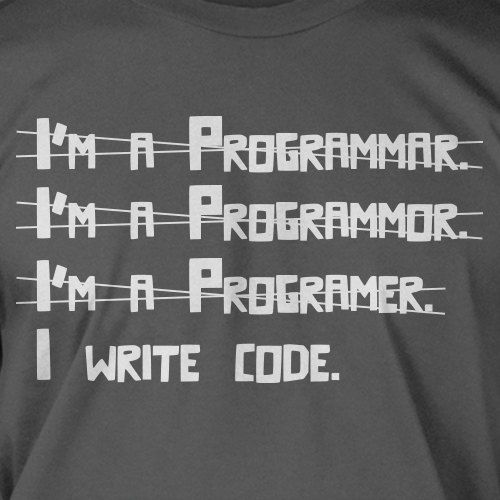 I'm a Programmar.
I'm a Programmor.
I'm a Programer.
I write code.